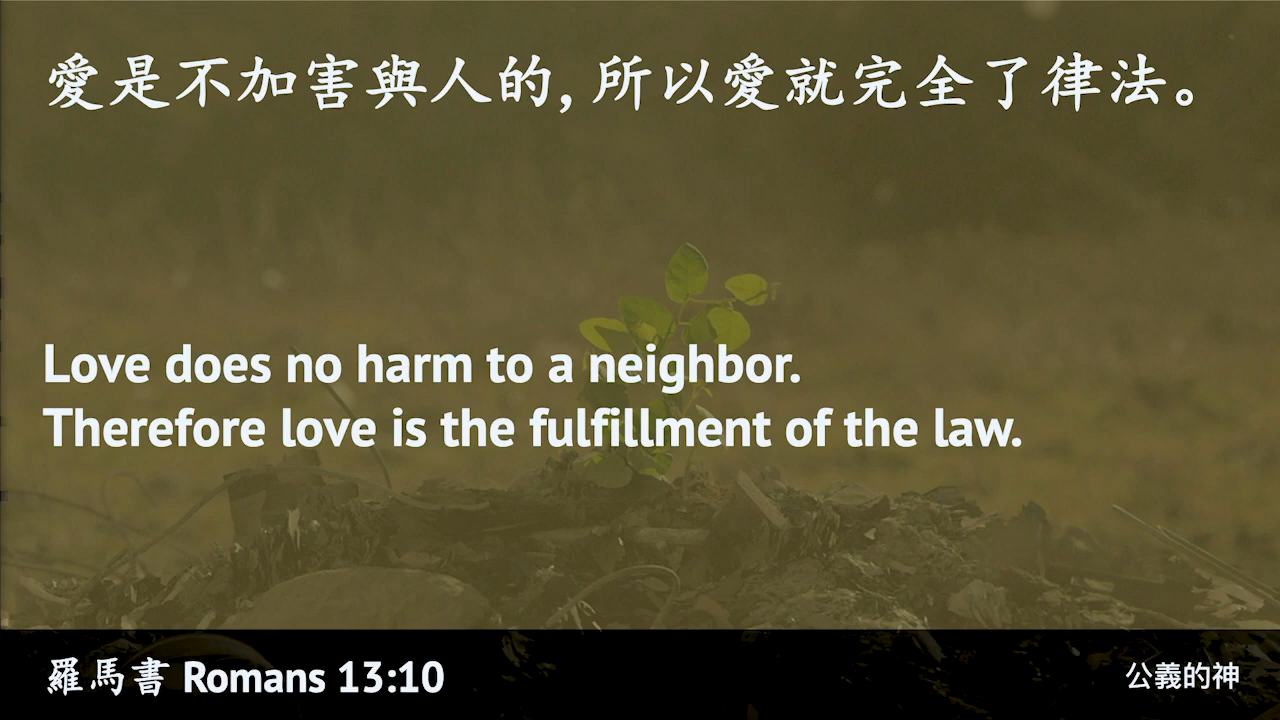 愛是不加害與人的,所以愛就完全了律法。
Love does no harm to a neighbor.
Therefore love is the fulfillment of the law.
羅馬書 Romans 13:10
公義的神